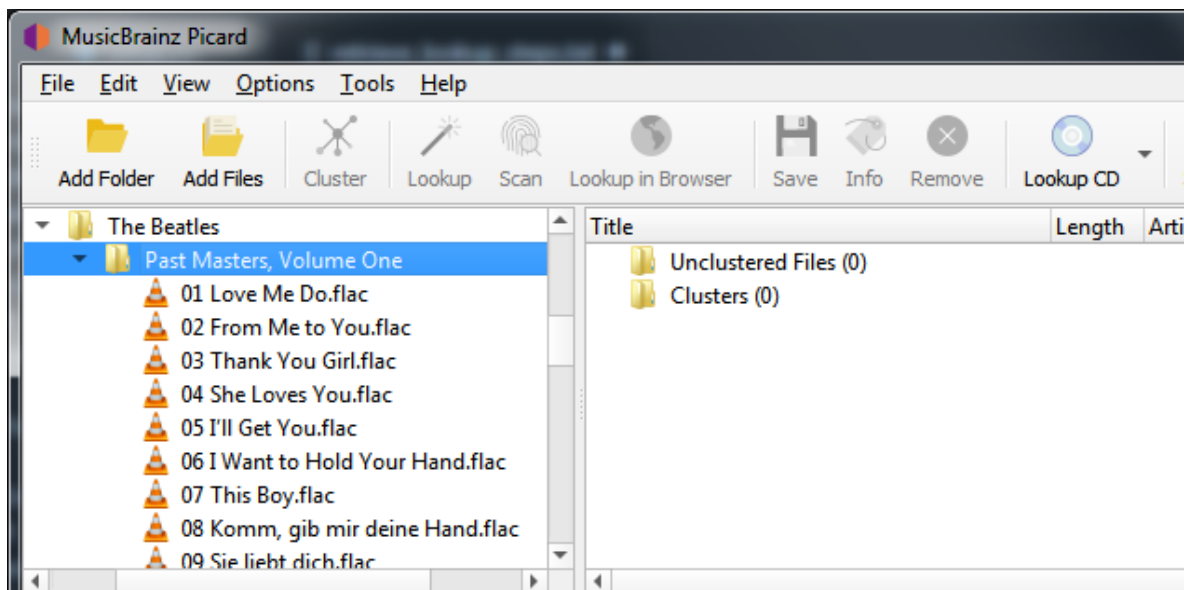 MusicBrainz Picard
File Edit View Options Tools Help
Add Folder Add Files Cluster Lookup Scan Lookup in Browser Save Info Remove Lookup CD
The Beatles
Past Masters, Volume One
01 Love Me Do.flac
02 From Me to You.flac
03 Thank You Girl.flac
04 She Loves You.flac
05 I'll Get You.flac
06 I Want to Hold Your Hand.flac
07 This Boy.flac
08 Komm, gib mir deine Hand.flac
09 Sie liebt dich.flac
Title Length Arti
Unclustered Files (0)
Clusters (0)